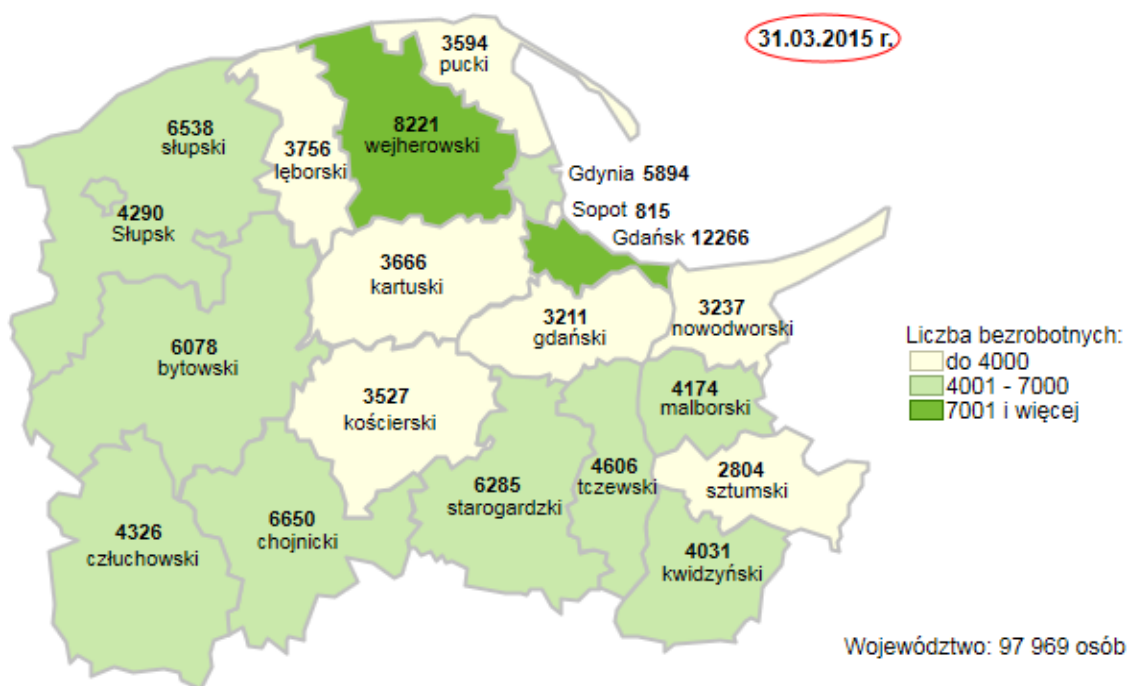 31.03.2015 r.
3594
pucki
6538
słupski
8221
wejherowski
3756
lęborski
Gdynia 5894
4290
Słupsk
Sopot 815
Gdańsk 12266
3666
kartuski
3237
nowodworski
3211
gdański
Liczba bezrobotnych:
do 4000
4001 - 7000
7001 i więcej
6078
bytowski
4174
malborski
3527
kościerski
4606
tczewski
2804
sztumski
6285
starogardzki
4326
człuchowski
6650
chojnicki
4031
kwidzyński
Województwo: 97 969 osób